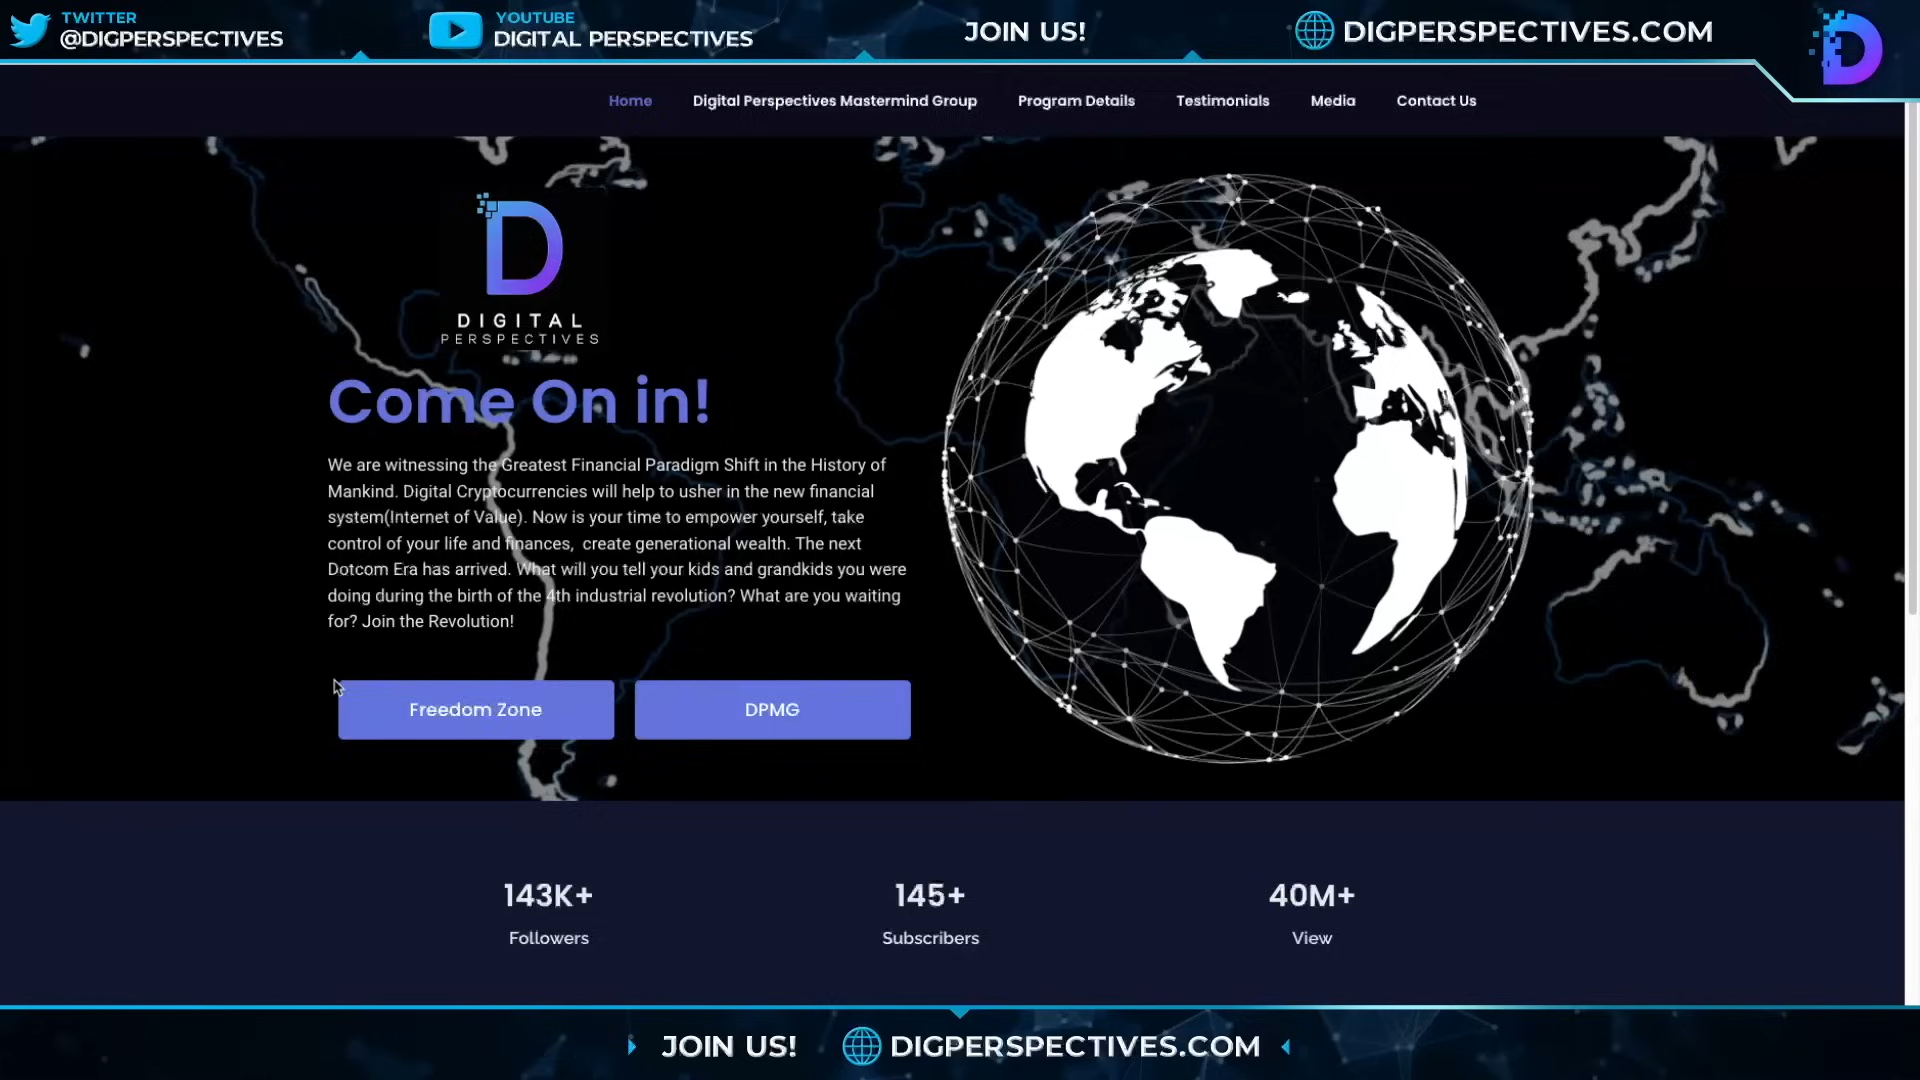 TWITTER
@DIGPERSPECTIVES
YOUTUBE
DIGITAL PERSPECTIVES
JOIN US!
DIGPERSPECTIVES.COM
Home
Digital Perspectives Mastermind Group
Program Details
Testimonials
Media
Contact Us
DIGITAL
PERSPECTIVES
Come On in!
We are witnessing the Greatest Financial Paradigm Shift in the History of
Mankind. Digital Cryptocurrencies will help to usher in the new financial
system(Internet of Value). Now is your time to empower yourself, take
control of your life and finances,  create generational wealth. The next
Dotcom Era has arrived. What will you tell your kids and grandkids you were
doing during the birth of the 4th industrial revolution? What are you waiting
for? Join the Revolution!
Freedom Zone
DPMG
143K+
Followers
145+
Subscribers
40M+
View
JOIN US!
DIGPERSPECTIVES.COM